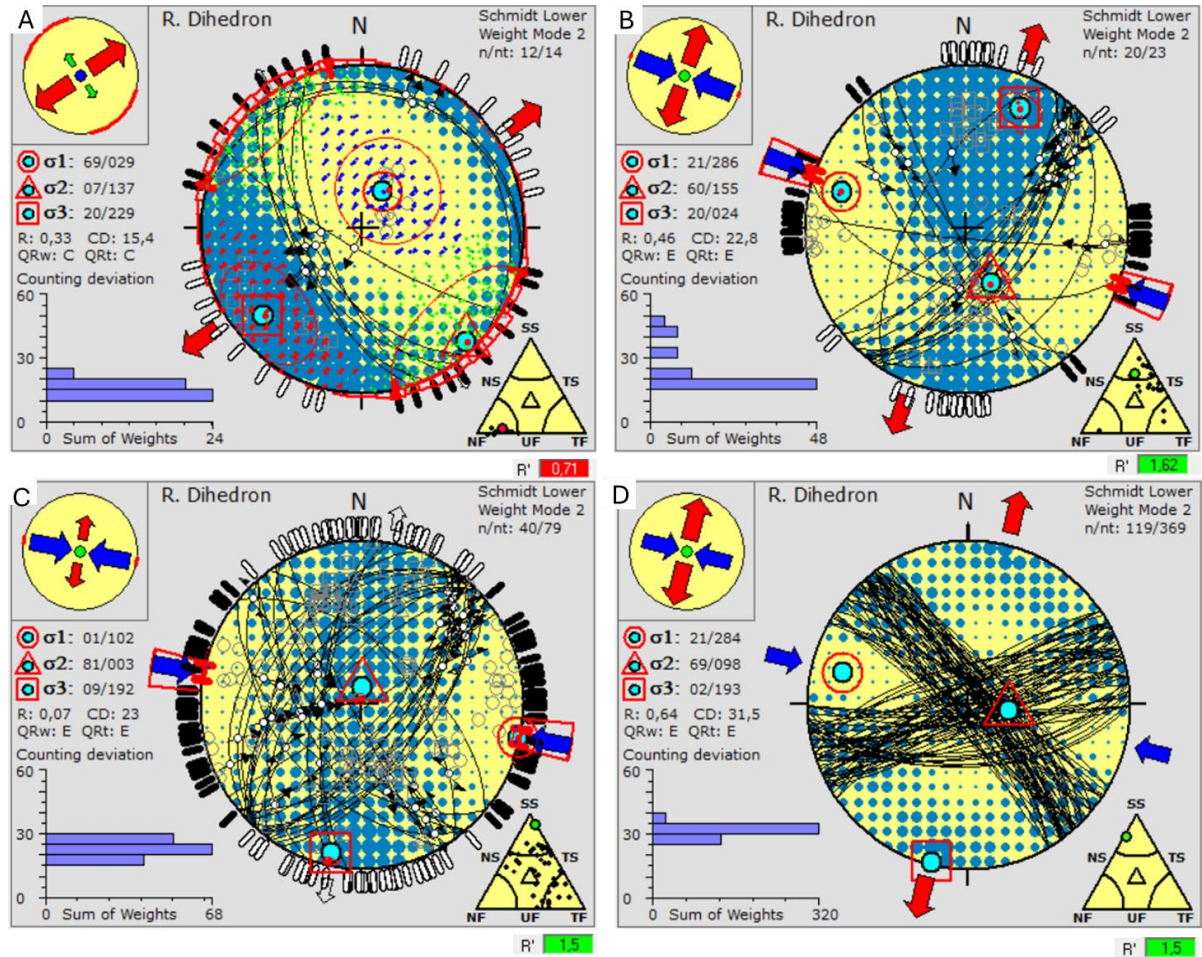 A
R. Dihedron
N
Schmidt Lower
Weight Mode 2
n/nt: 12/14
σ1: 69/029
σ2: 07/137
σ3: 20/229
R: 0,33 CD: 15,4
QRw: C QRt: C
Counting deviation
60
30
0
0 Sum of Weights 24
SS
NS TS
NF UF TF
R' 0,71
B
R. Dihedron
N
Schmidt Lower
Weight Mode 2
n/nt: 20/23
σ1: 21/286
σ2: 60/155
σ3: 20/024
R: 0,46 CD: 22,8
QRw: E QRt: E
Counting deviation
60
30
0
0 Sum of Weights 48
SS
NS TS
NF UF TF
R' 1,62
C
R. Dihedron
N
Schmidt Lower
Weight Mode 2
n/nt: 40/79
σ1: 01/102
σ2: 81/003
σ3: 09/192
R: 0,07 CD: 23
QRw: E QRt: E
Counting deviation
60
30
0
0 Sum of Weights 68
SS
NS TS
NF UF TF
R' 1,5
D
R. Dihedron
N
Schmidt Lower
Weight Mode 2
n/nt: 119/369
σ1: 21/284
σ2: 69/098
σ3: 02/193
R: 0,64 CD: 31,5
QRw: E QRt: E
Counting deviation
60
30
0
0 Sum of Weights 320
SS
NS TS
NF UF TF
R' 1,5